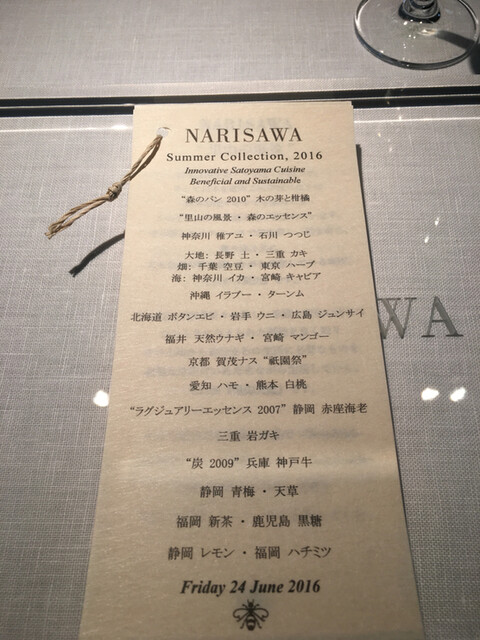 NARISAWA
Summer Collection, 2016
Innovative Satoyama Cuisine
Beneficial and Sustainable
“森のパン 2010” 木の芽と柑橘
“里山の風景・森のエッセンス”
神奈川 稚アユ・石川 つつじ
大地: 長野 土・三重 カキ
畑: 千葉 空豆・東京 ハーブ
海: 神奈川 イカ・宮崎 キャビア
沖縄 イラブー・ターンム
北海道 ボタンエビ・岩手 ウニ・広島 ジュンサイ
福井 天然ウナギ・宮崎 マンゴー
京都 賀茂ナス “祇園祭”
愛知 ハモ・熊本 白桃
“ラグジュアリーエッセンス 2007” 静岡 赤座海老
三重 岩ガキ
“炭 2009” 兵庫 神戸牛
静岡 青梅・天草
福岡 新茶・鹿児島 黒糖
静岡 レモン・福岡 ハチミツ
Friday 24 June 2016
WA